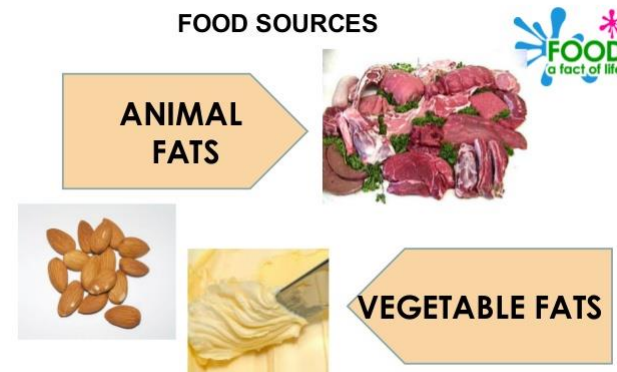 FOOD SOURCES
FOOD
a fact of life
ANIMAL
FATS
VEGETABLE FATS